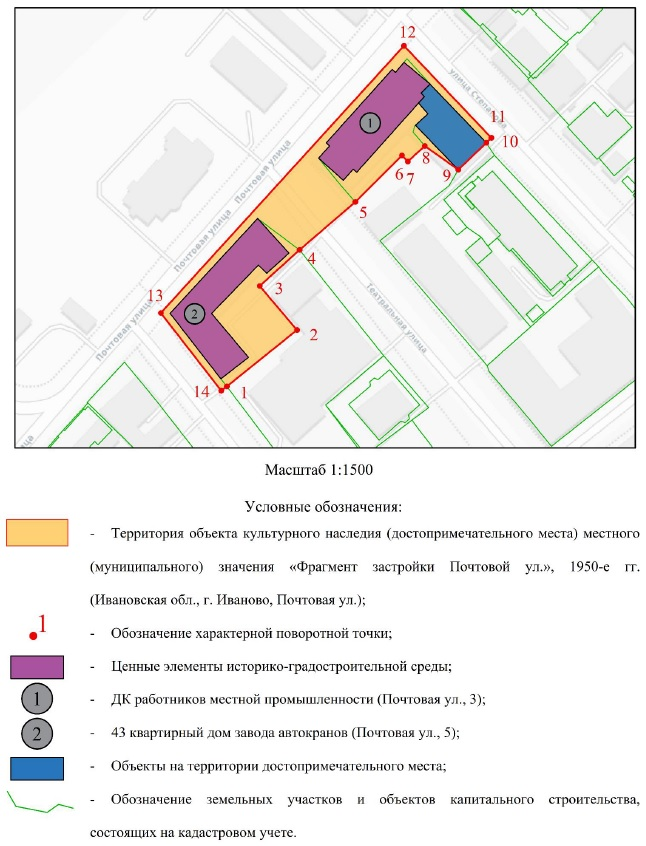 12
улица Степанова
11
10
1
8
9
6
7
Почтовая улица
5
Почтовая улица
4
3
13
2
Театральная улица
2
Почтовая улица
14
1
Масштаб 1:1500
Условные обозначения:
- Территория объекта культурного наследия (достопримечательного места) местного
(муниципального) значения «Фрагмент застройки Почтовой ул.», 1950-е гг.
(Ивановская обл., г. Иваново, Почтовая ул.);
1 - Обозначение характерной поворотной точки;
- Ценные элементы историко-градостроительной среды;
1 - ДК работников местной промышленности (Почтовая ул., 3);
2 - 43 квартирный дом завода автокранов (Почтовая ул., 5);
- Объекты на территории достопримечательного места;
- Обозначение земельных участков и объектов капитального строительства,
состоящих на кадастровом учете.